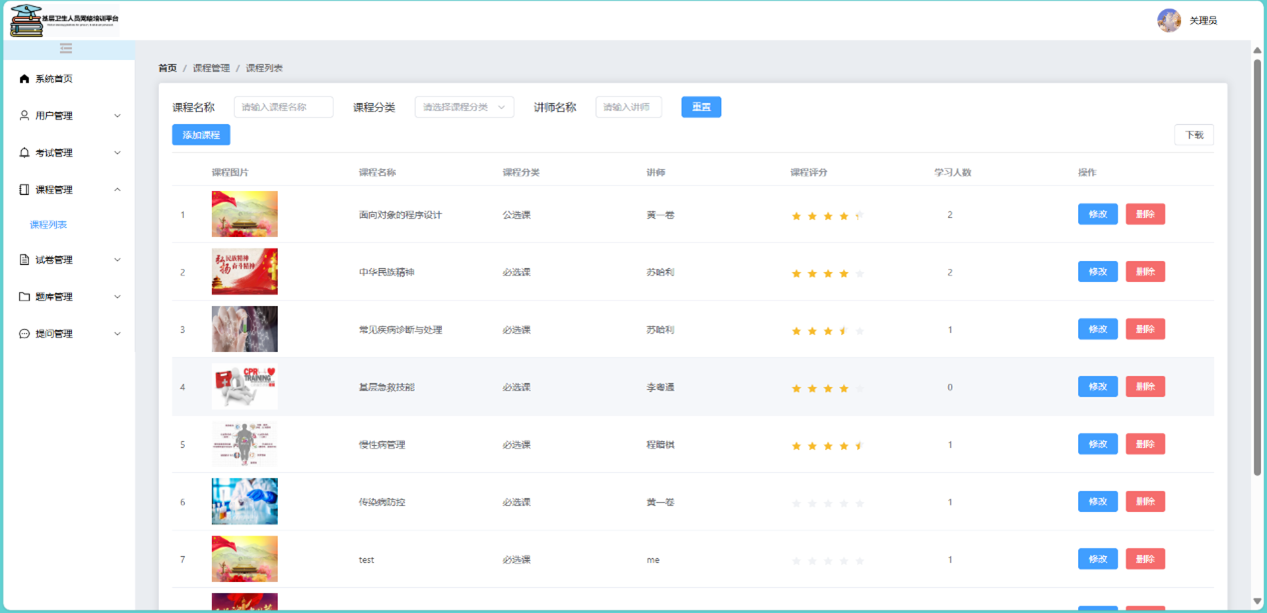 基层卫生人员网络培训平台
关理员
系统首页
用户管理
考试管理
课程管理
课程列表
试卷管理
题库管理
提问管理
首页 / 课程管理 / 课程列表
课程名称 请输入课程名称 课程分类 请选择课程分类 讲师名称 请输入讲师 重置
添加课程 下载
课程图片 课程名称 课程分类 讲师 课程评分 学习人数 操作
1 面向对象的程序设计 公选课 黄一卷 2 修改 删除
2 民族精神 奋斗精神 中华民族精神 必选课 苏哈利 2 修改 删除
3 常见疾病诊断与处理 必选课 苏哈利 1 修改 删除
4 CPR TRAINING 基层急救技能 必选课 李粤通 0 修改 删除
5 慢性病管理 必选课 1 修改 删除
6 传染病防控 必选课 黄一卷 1 修改 删除
7 test 必选课 me 1 修改 删除